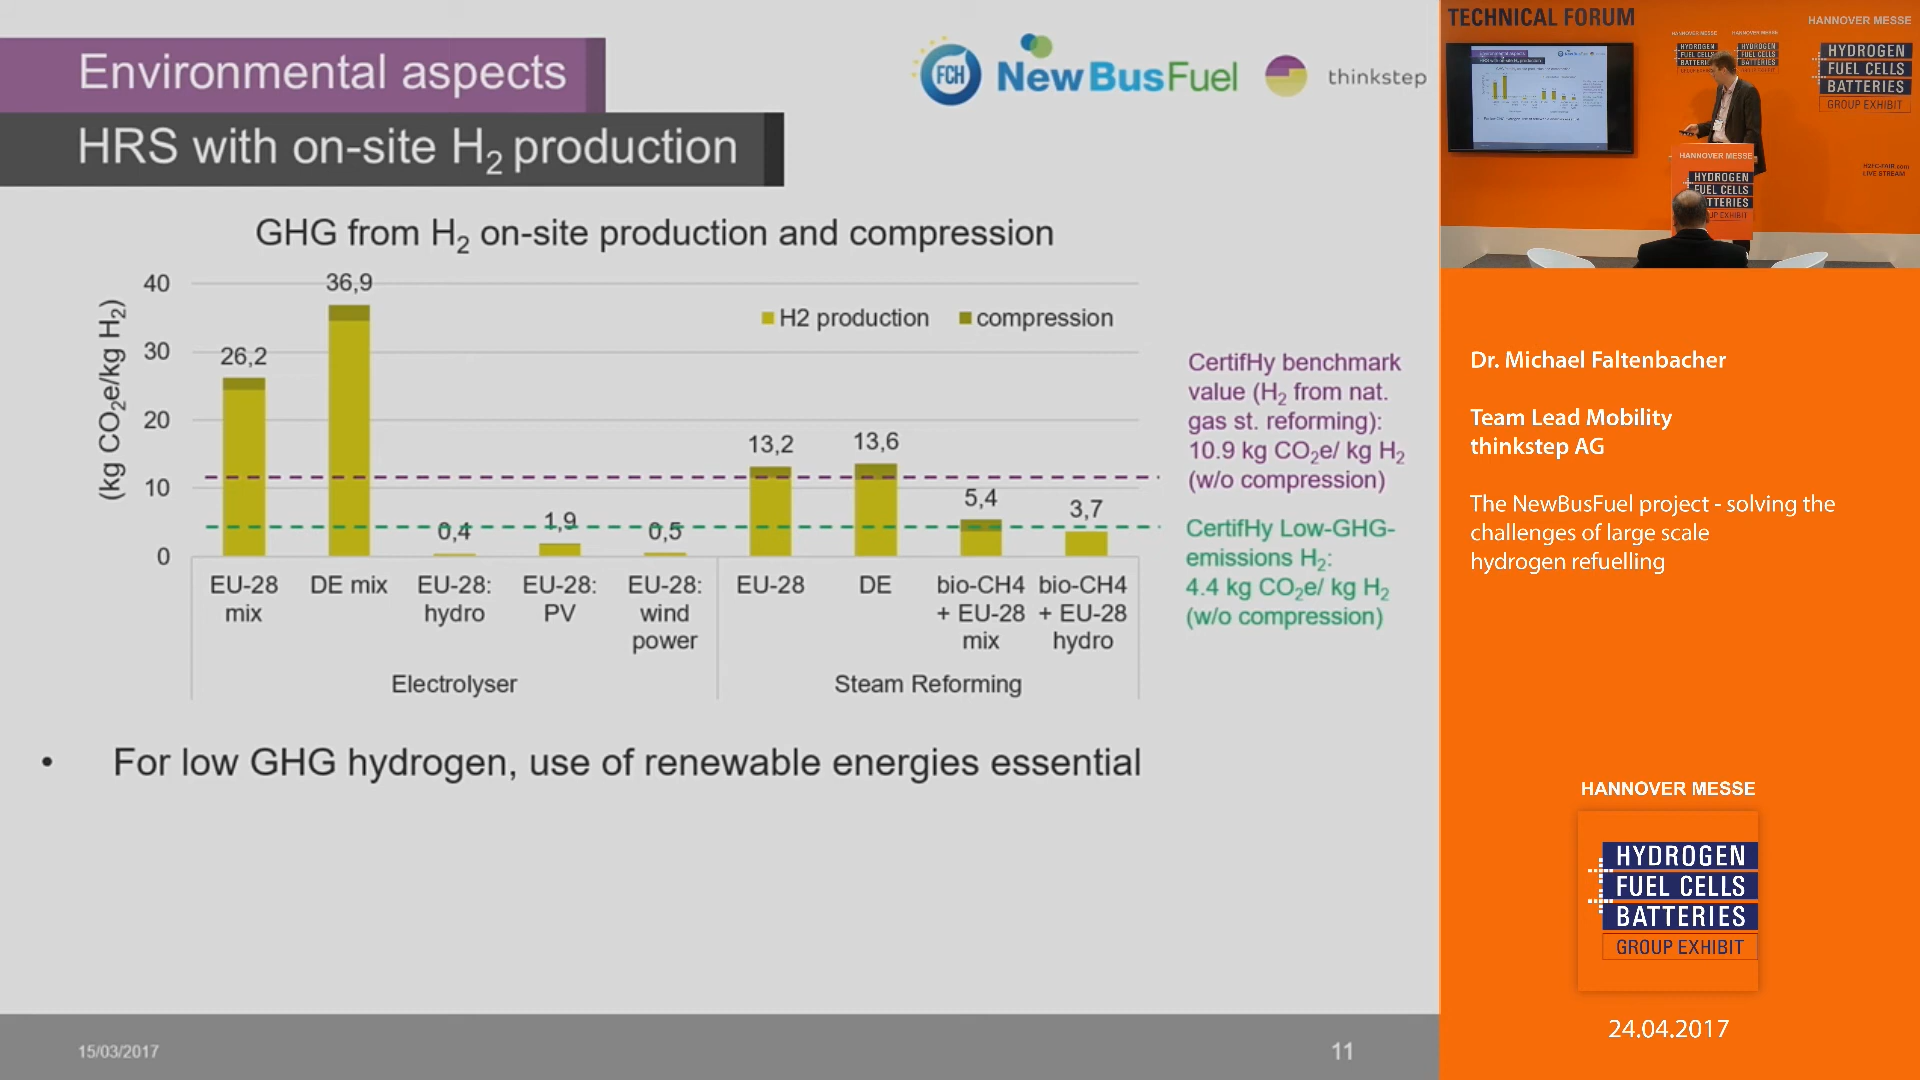 Environmental aspects
HRS with on-site H2 production
FCH
NewBusFuel
thinkstep
GHG from H2 on-site production and compression
(kg CO2e/kg H2)
40
30
20
10
0
H2 production
compression
26,2
36,9
0,4
1,9
0,5
13,2
13,6
5,4
3,7
EU-28 mix
DE mix
EU-28: hydro
EU-28: PV
EU-28: wind power
EU-28
DE
bio-CH4 + EU-28 mix
bio-CH4 + EU-28 hydro
Electrolyser
Steam Reforming
CertifHy benchmark
value (H2 from nat.
gas st. reforming):
10.9 kg CO2e/ kg H2
(w/o compression)
CertifHy Low-GHG-
emissions H2:
4.4 kg CO2e/ kg H2
(w/o compression)
• For low GHG hydrogen, use of renewable energies essential
15/03/2017
11
TECHNICAL FORUM
HANNOVER MESSE
HYDROGEN
FUEL CELLS
BATTERIES
GROUP EXHIBIT
HANNOVER MESSE
HYDROGEN
FUEL CELLS
LIVE STREAM
Dr. Michael Faltenbacher
Team Lead Mobility
thinkstep AG
The NewBusFuel project - solving the
challenges of large scale
hydrogen refuelling
HANNOVER MESSE
HYDROGEN
FUEL CELLS
BATTERIES
GROUP EXHIBIT
24.04.2017